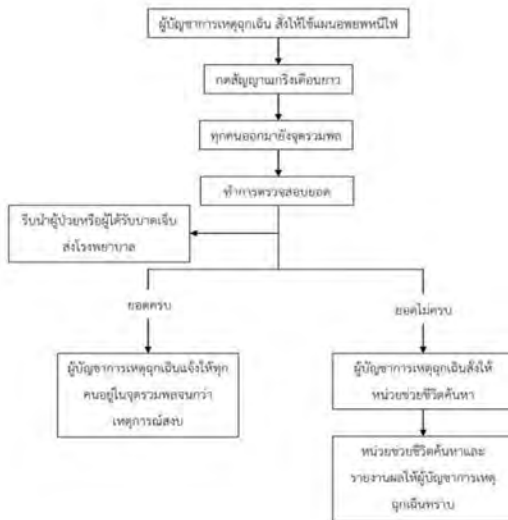 ผู้บัญชาการเหตุฉุกเฉิน สั่งให้ใช้แผนอพยพหนีไฟ
กดสัญญาณกริ่งเตือนยาว
ทุกคนออกมายังจุดรวมพล
ทำการตรวจสอบยอด
รีบนำผู้ป่วยหรือผู้ได้รับบาดเจ็บ
ส่งโรงพยาบาล
ยอดครบ
ยอดไม่ครบ
ผู้บัญชาการเหตุฉุกเฉินแจ้งให้ทุก
คนอยู่ในจุดรวมพลจนกว่า
เหตุการณ์สงบ
ผู้บัญชาการเหตุฉุกเฉินสั่งให้
หน่วยช่วยชีวิตค้นหา
หน่วยช่วยชีวิตค้นหาและ
รายงานผลให้ผู้บัญชาการเหตุ
ฉุกเฉินทราบ